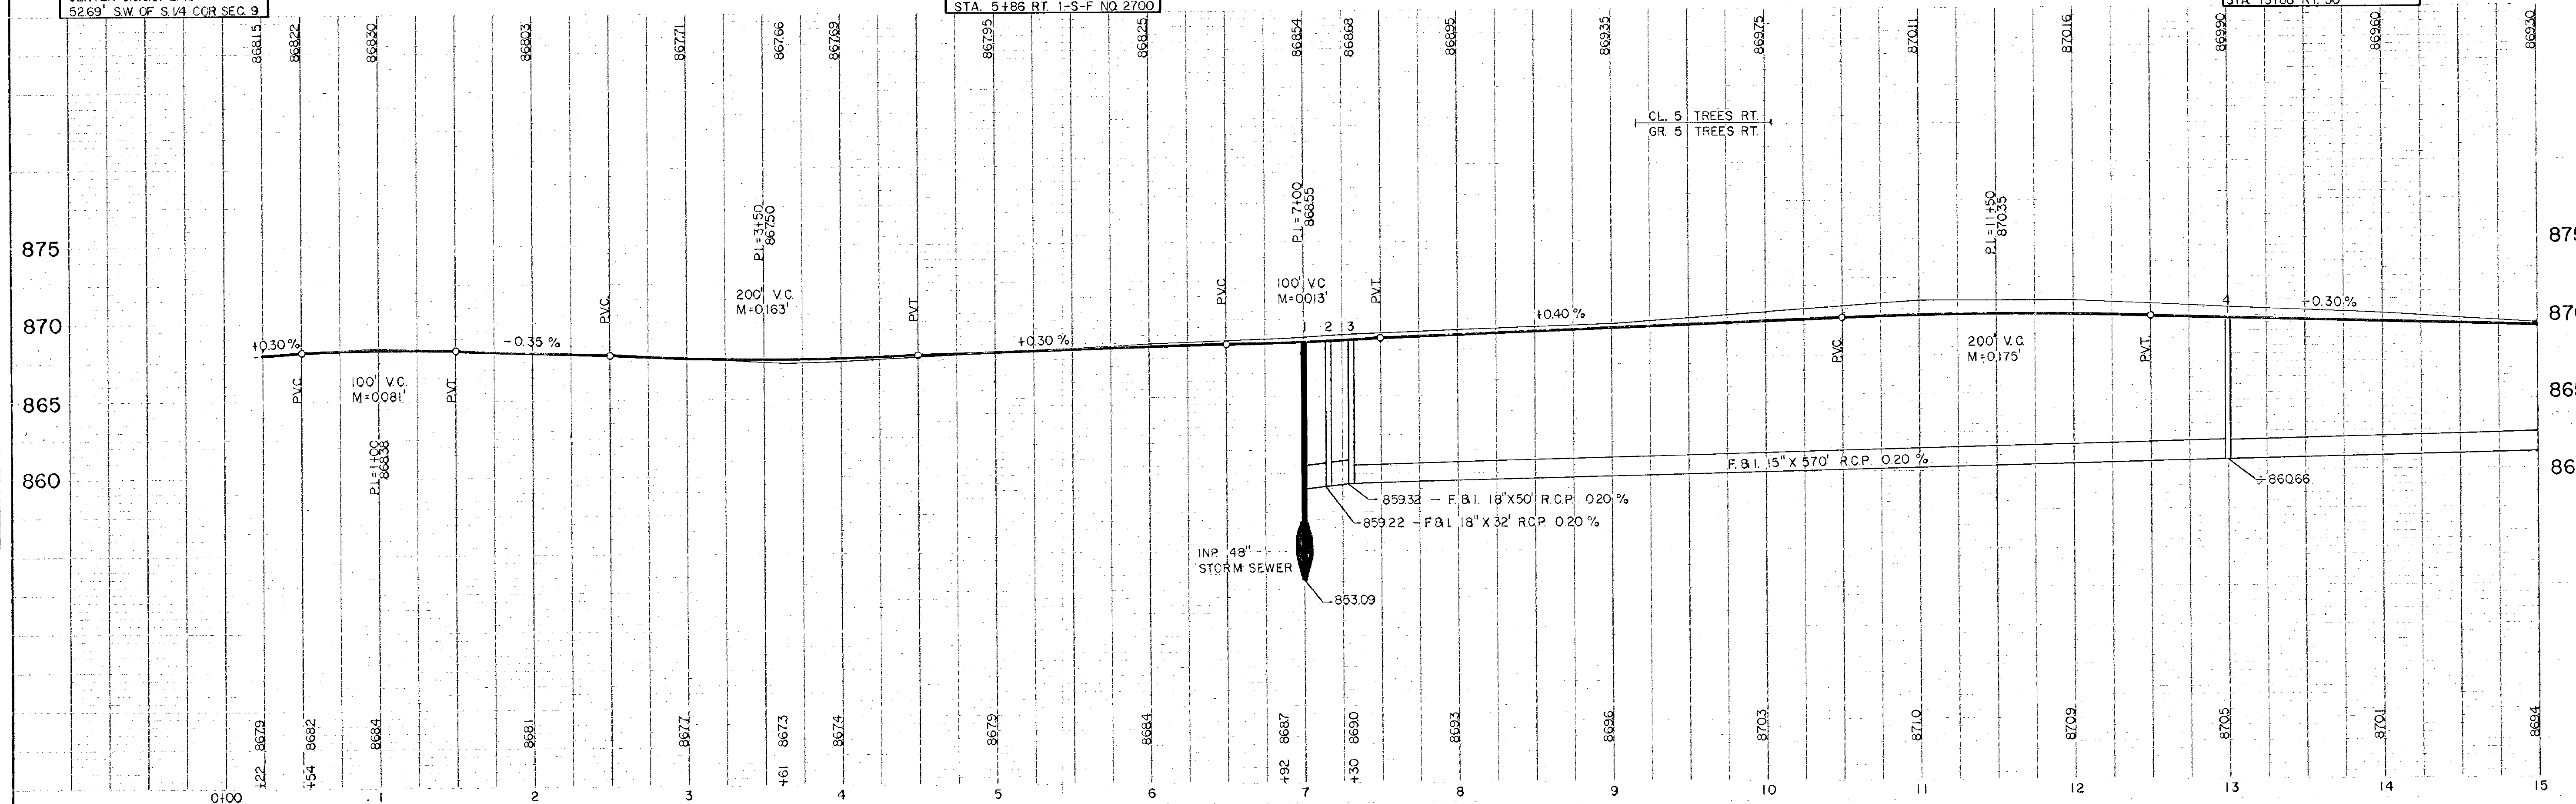 52.69' S.W. OF S. 1/4 COR SEC. 9
STA. 5+86 RT. 1-S-F NO. 2700
868.15
868.22
868.30
868.03
867.71
867.66
867.69
867.95
868.25
868.54
868.68
868.95
869.35
869.75
870.11
870.16
869.90
869.60
869.30
CL. 5 TREES RT.
GR. 5 TREES RT.
P.I. = 3+50
867.50
P.I. = 7+00
868.55
P.I. = 11+50
870.35
875
200' V.C.
M=0.163'
100' V.C.
M=0.013'
P.V.C.
P.V.T.
P.V.C.
P.V.T.
870
+0.30 %
-0.35 %
+0.30 %
1 2 3
+0.40 %
4
-0.30 %
P.V.C.
100' V.C.
M=0.081'
P.V.T.
P.V.C.
200' V.C.
M=0.175'
P.V.T.
865
P.I. = 1+00
868.38
860
F. & I. 15" X 570' R.C.P. 0.20 %
860.66
859.32 - F. & I. 18" X 50' R.C.P. 0.20 %
859.22 - F & I. 18" X 32' R.C.P. 0.20 %
INP. 48"
STORM SEWER
853.09
867.9
868.2
868.4
868.1
867.7
867.3
867.4
867.9
868.4
868.7
869.0
869.3
869.6
870.3
871.0
870.9
870.5
870.1
869.4
+22
+54
+61
+92
+30
0+00 1 2 3 4 5 6 7 8 9 10 11 12 13 14 15